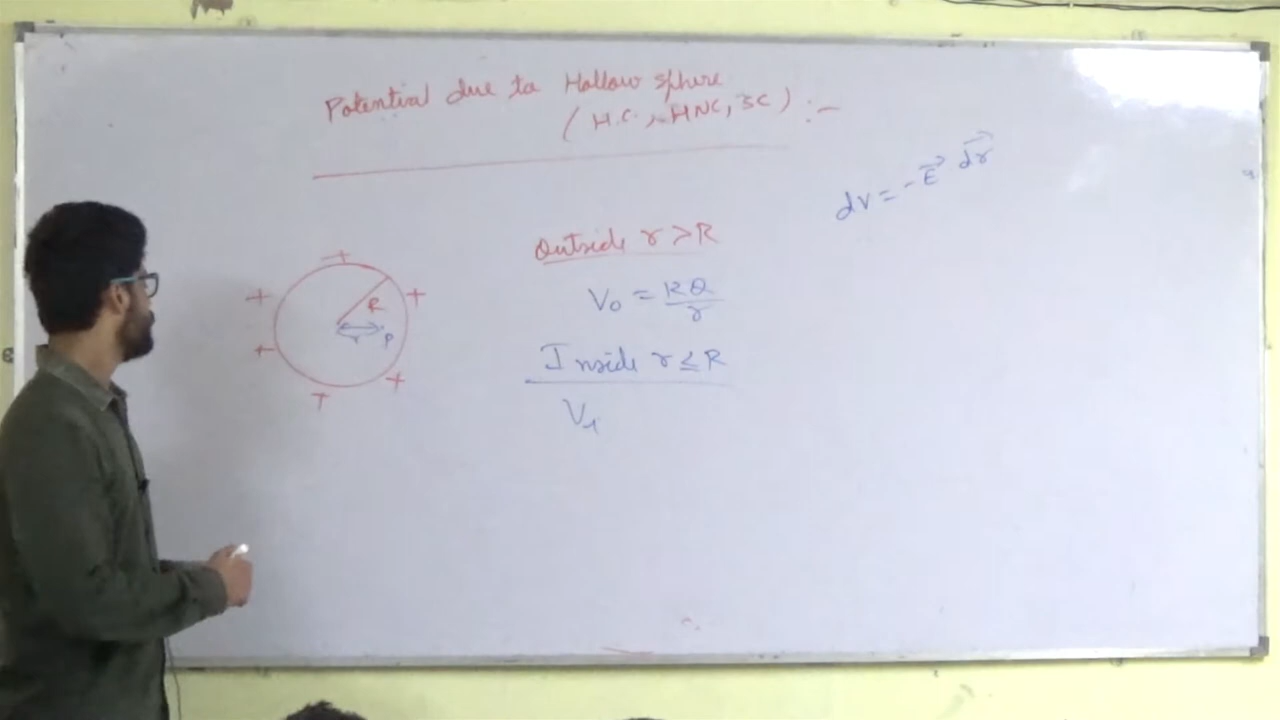 Potential due to Hollow sphere
(H.C., HNC, SC) :-
dV = - E⃗ dr⃗
Outside r > R
V₀ = KQ/r
Inside r ≤ R
V₁
+
+ +
R
r P
+ +
+